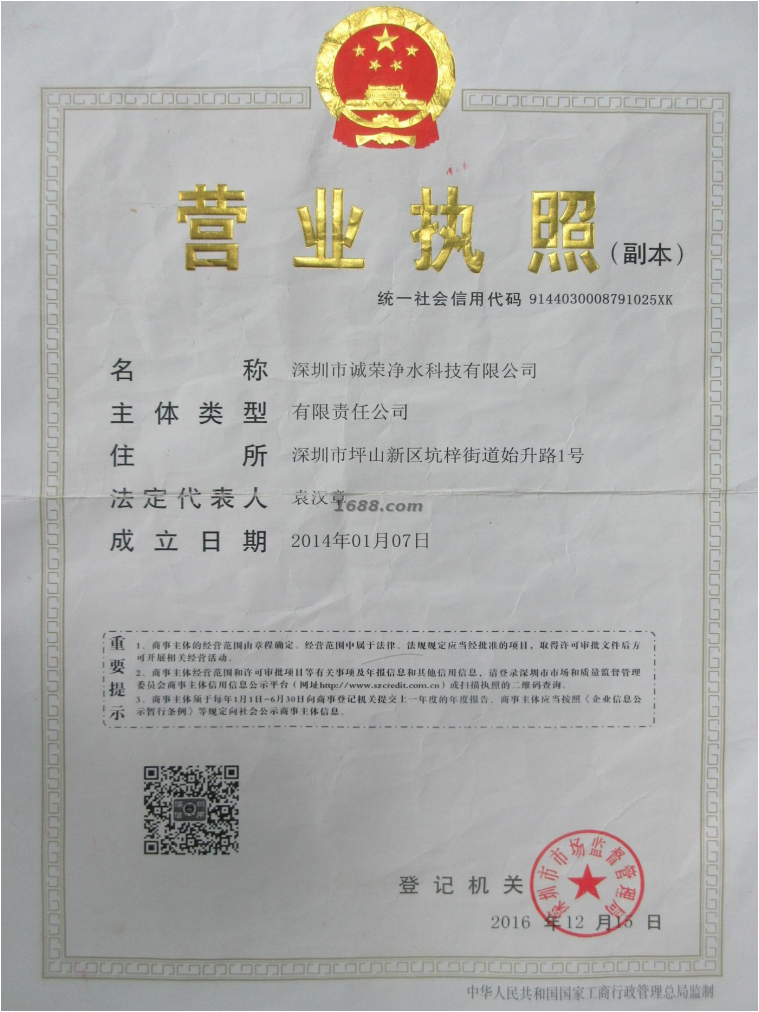 营业执照(副本)
统一社会信用代码 9144030008791025XK
名称 深圳市诚荣净水科技有限公司
主体类型 有限责任公司
住所 深圳市坪山新区坑梓街道始升路1号
法定代表人 袁汉章
1688.com
成立日期 2014年01月07日
重要提示
1、商事主体的经营范围由章程确定。经营范围中属于法律、法规规定应当经批准的项目，取得许可审批文件后方
可开展相关经营活动。
2、商事主体经营范围和许可审批项目等有关事项及年报信息和其他信用信息，请登录深圳市市场和质量监督管理
委员会商事主体信用信息公示平台（网址http://www.szcredit.com.cn）或扫描执照的二维码查询。
3、商事主体须于每年1月1日-6月30日向商事登记机关提交上一年度的年度报告。商事主体应当按照《企业信息公
示暂行条例》等规定向社会公示商事主体信息。
深圳市市场监督管理局
登记机关
2016 年 12 月 15 日
中华人民共和国国家工商行政管理总局监制